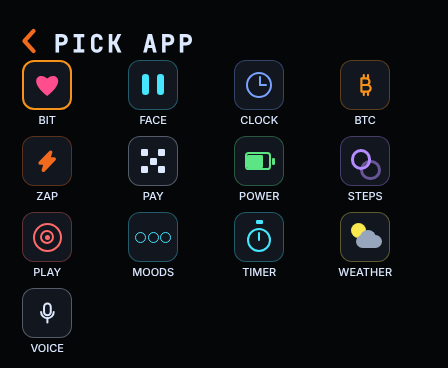 PICK APP
BIT FACE CLOCK BTC
ZAP PAY POWER STEPS
PLAY MOODS TIMER WEATHER
VOICE